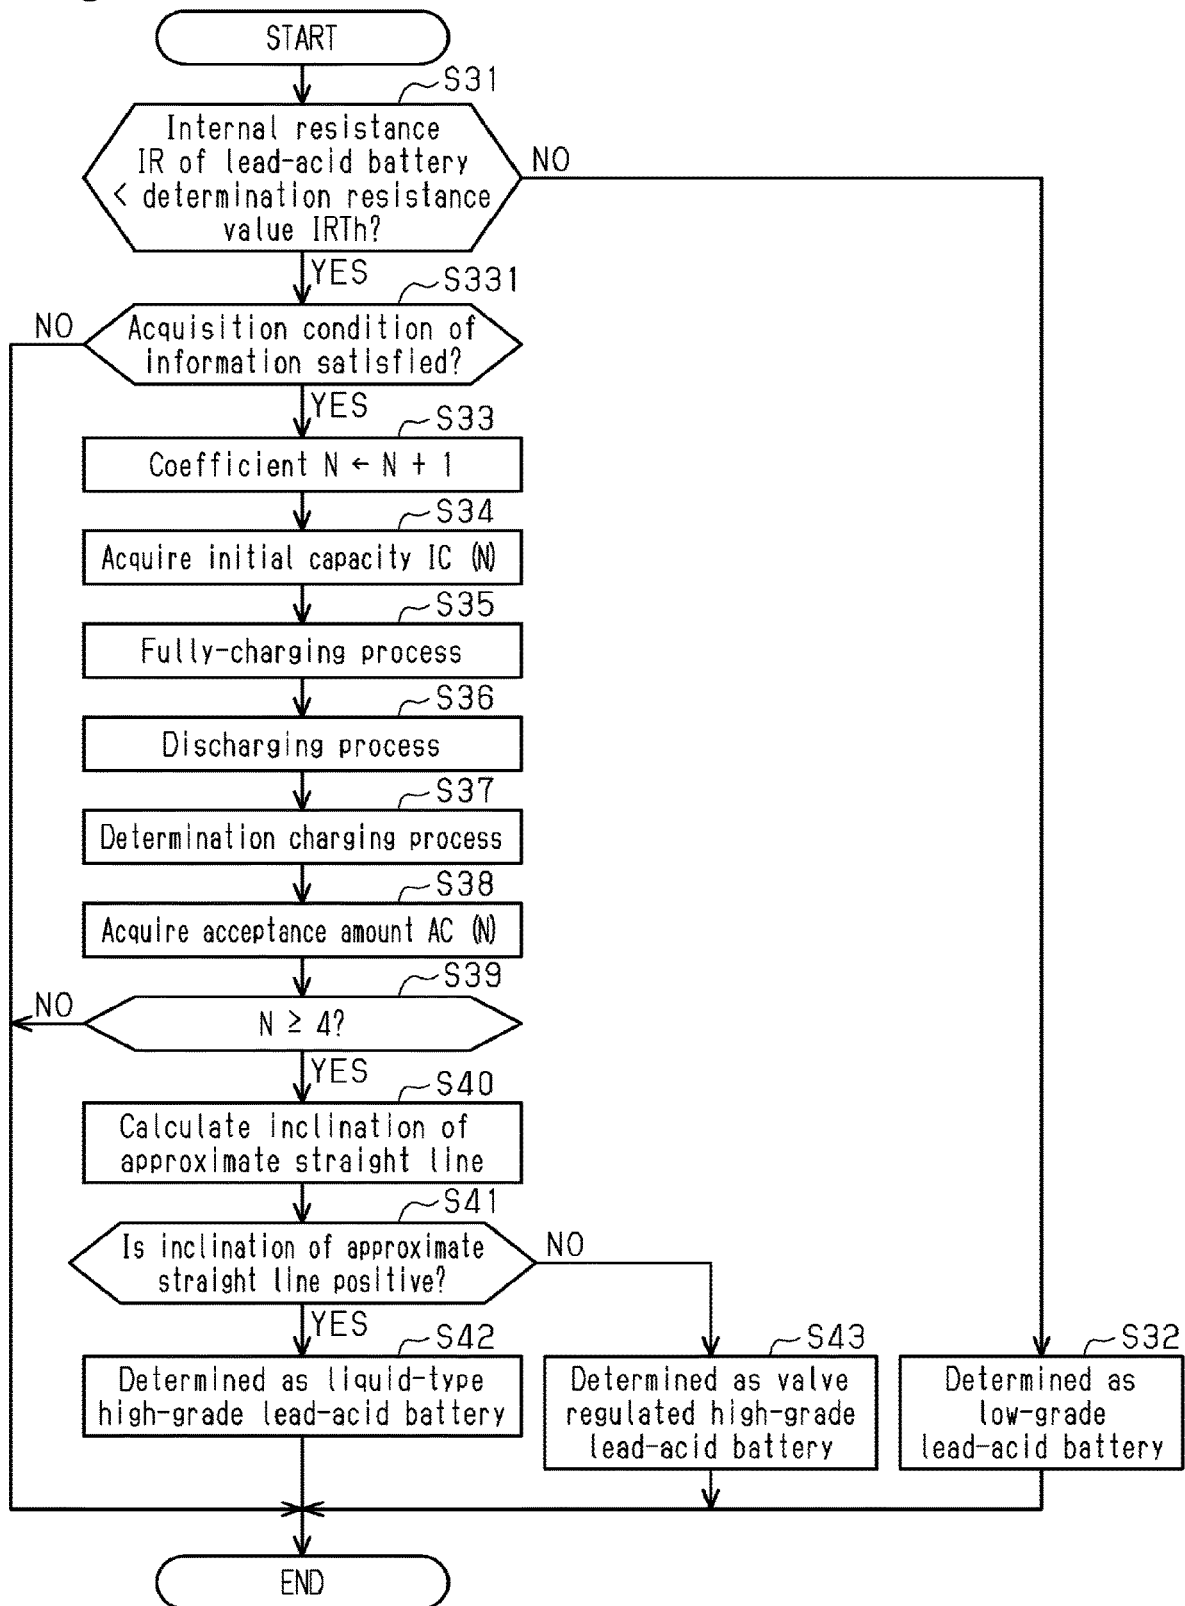 START
S31
Internal resistance
IR of lead-acid battery
< determination resistance
value IRTh?
NO
YES
S331
NO
Acquisition condition of
information satisfied?
YES
S33
Coefficient N ← N + 1
S34
Acquire initial capacity IC (N)
S35
Fully-charging process
S36
Discharging process
S37
Determination charging process
S38
Acquire acceptance amount AC (N)
S39
NO
N ≥ 4?
YES
S40
Calculate inclination of
approximate straight line
S41
Is inclination of approximate
straight line positive?
NO
YES
S42
Determined as liquid-type
high-grade lead-acid battery
S43
Determined as valve
regulated high-grade
lead-acid battery
S32
Determined as
low-grade
lead-acid battery
END